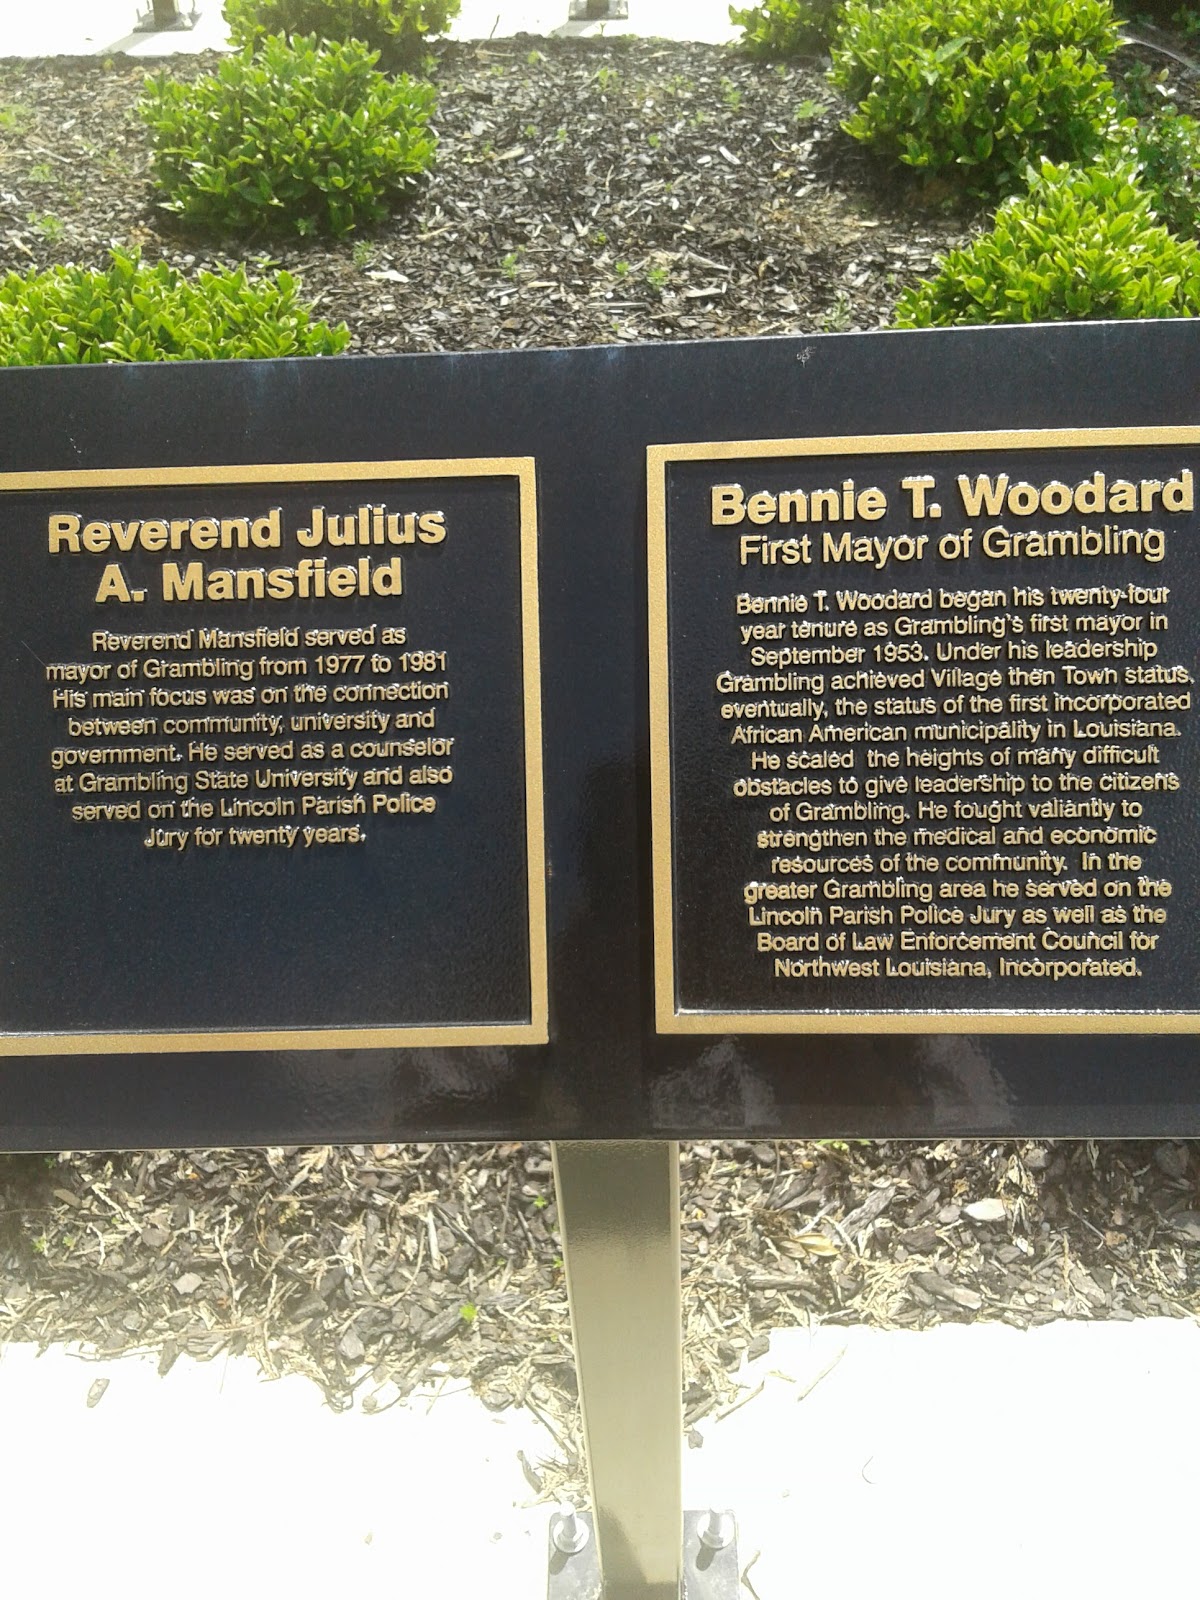 Reverend Julius
A. Mansfield
Reverend Mansfield served as
mayor of Grambling from 1977 to 1981
His main focus was on the connection
between community, university and
government. He served as a counselor
at Grambling State University and also
served on the Lincoln Parish Police
Jury for twenty years.
Bennie T. Woodard
First Mayor of Grambling
Bennie T. Woodard began his twenty-four
year tenure as Grambling's first mayor in
September 1953. Under his leadership
Grambling achieved Village then Town status,
eventually, the status of the first incorporated
African American municipality in Louisiana.
He scaled the heights of many difficult
obstacles to give leadership to the citizens
of Grambling. He fought valiantly to
strengthen the medical and economic
resources of the community. In the
greater Grambling area he served on the
Lincoln Parish Police Jury as well as the
Board of Law Enforcement Council for
Northwest Louisiana, Incorporated.